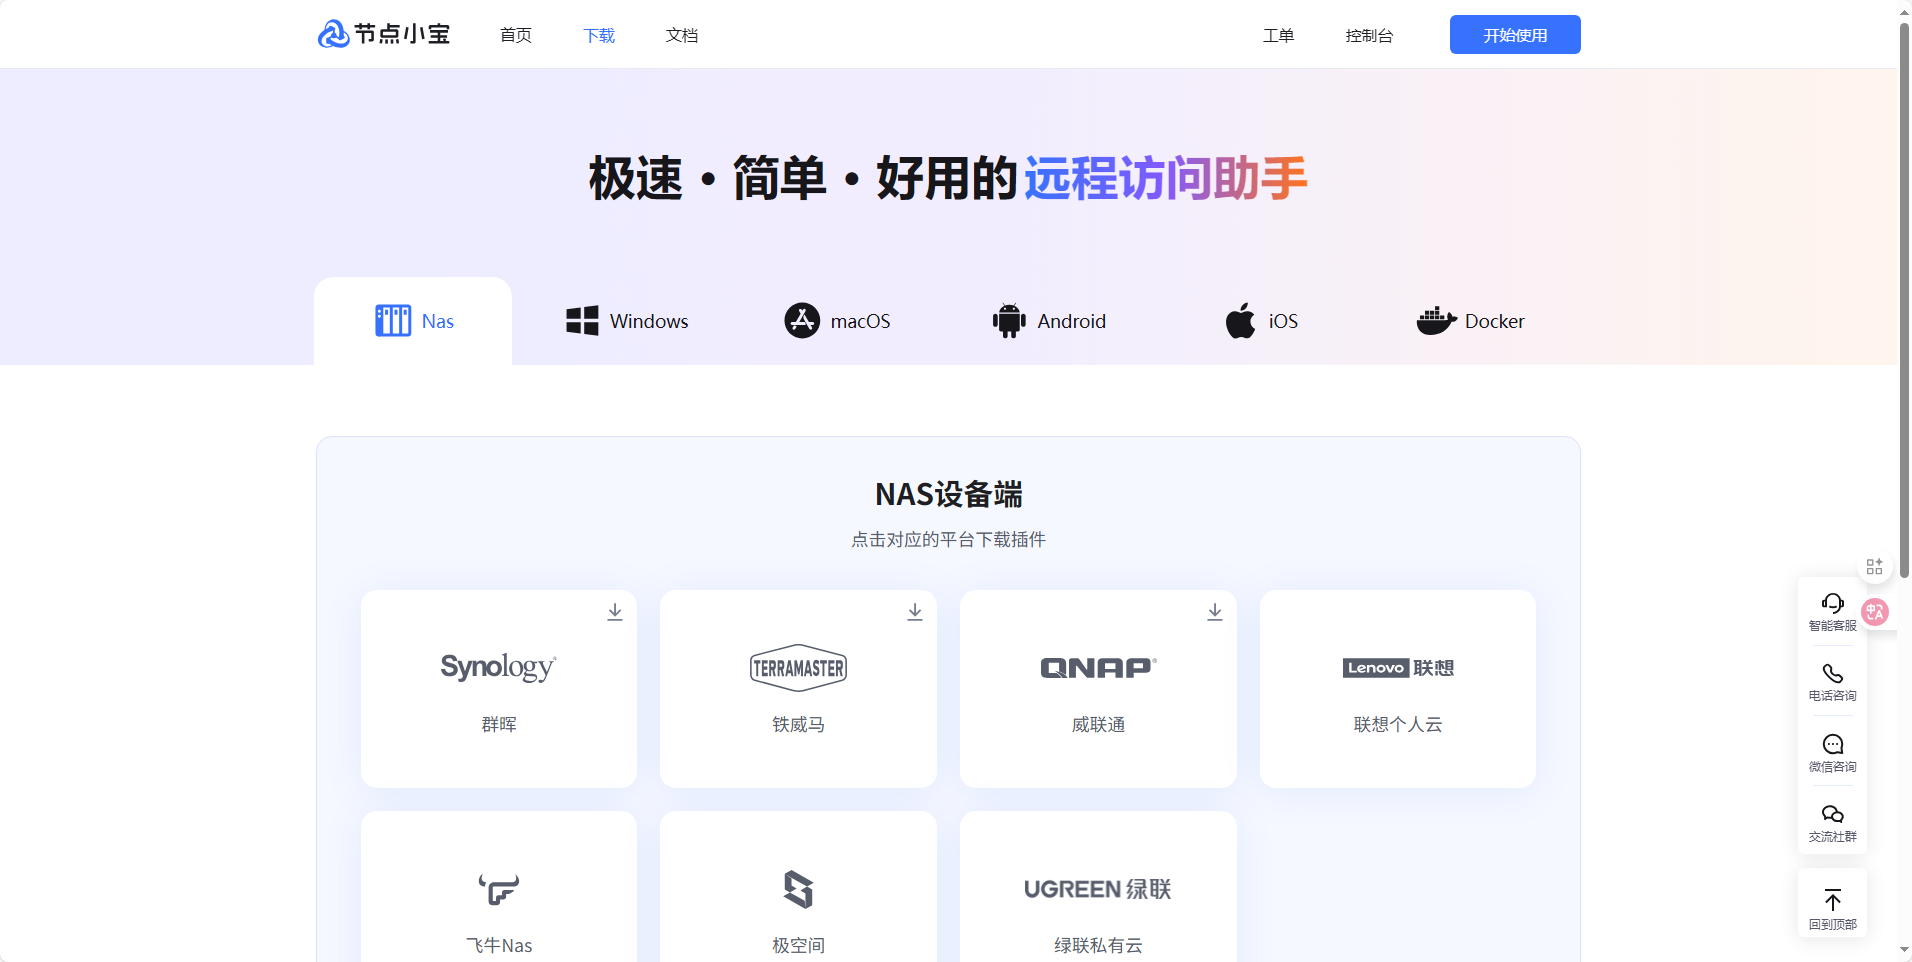 节点小宝
首页
下载
文档
工单
控制台
开始使用
极速・简单・好用的远程访问助手
Nas
Windows
macOS
Android
iOS
Docker
NAS设备端
点击对应的平台下载插件
Synology®
群晖
TERRAMASTER
铁威马
QNAP®
威联通
Lenovo 联想
联想个人云
飞牛Nas
极空间
UGREEN 绿联
绿联私有云
智能客服
电话咨询
微信咨询
交流社群
回到顶部